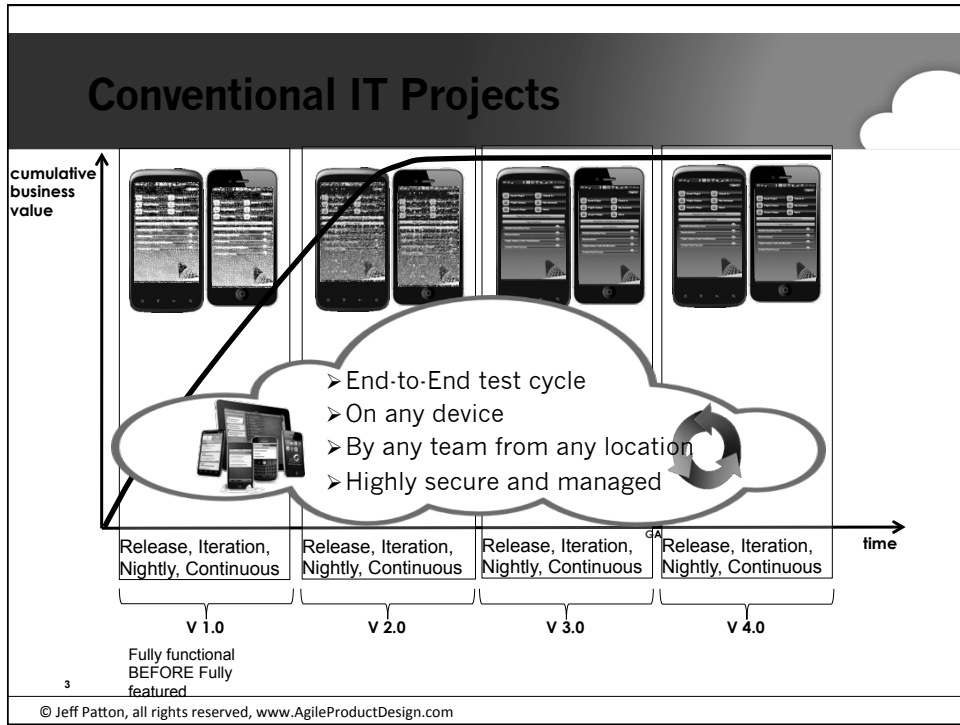 Conventional IT Projects
cumulative
business
value
➢End-to-End test cycle
➢On any device
➢By any team from any location
➢Highly secure and managed
GA
time
Release, Iteration,
Nightly, Continuous
Release, Iteration,
Nightly, Continuous
Release, Iteration,
Nightly, Continuous
Release, Iteration,
Nightly, Continuous
V 1.0
V 2.0
V 3.0
V 4.0
Fully functional
BEFORE Fully
featured
3
© Jeff Patton, all rights reserved, www.AgileProductDesign.com